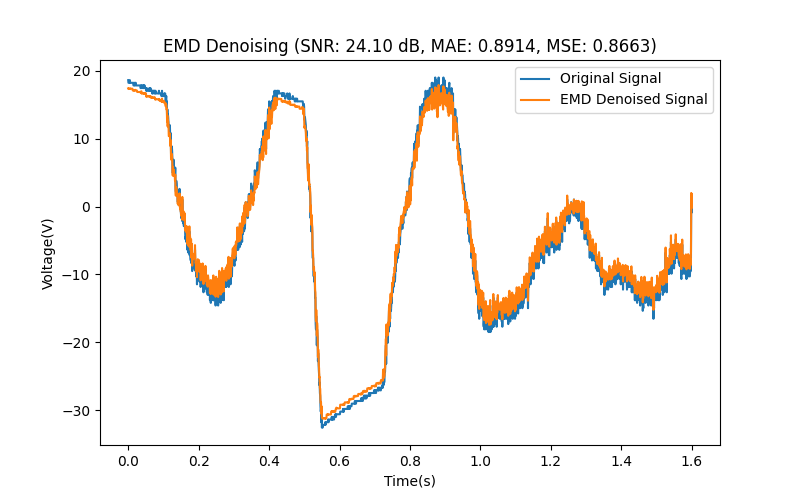 EMD Denoising (SNR: 24.10 dB, MAE: 0.8914, MSE: 0.8663)
Original Signal
EMD Denoised Signal
Voltage(V)
20
10
0
−10
−20
−30
0.0 0.2 0.4 0.6 0.8 1.0 1.2 1.4 1.6
Time(s)